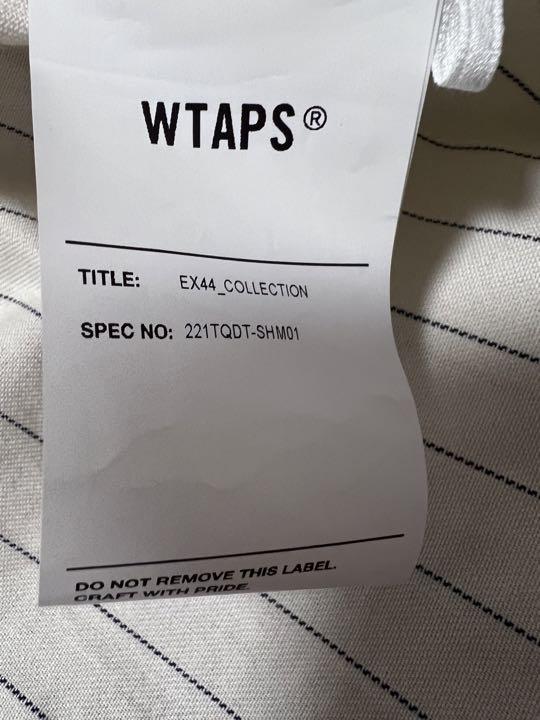 WTAPS®
TITLE: EX44_COLLECTION
SPEC NO: 221TQDT-SHM01
DO NOT REMOVE THIS LABEL.
CRAFT WITH PRIDE.